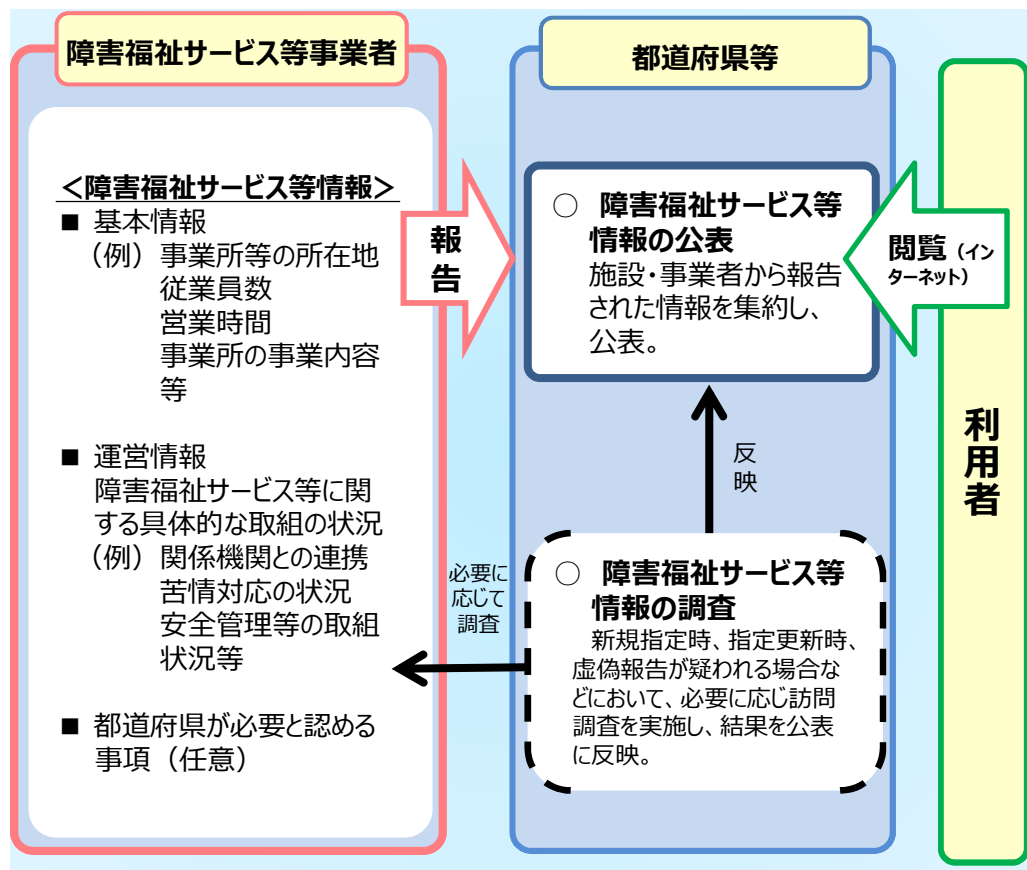 障害福祉サービス等事業者
＜障害福祉サービス等情報＞
■ 基本情報
（例）事業所等の所在地
従業員数
営業時間
事業所の事業内容
等
■ 運営情報
障害福祉サービス等に関
する具体的な取組の状況
（例）関係機関との連携
苦情対応の状況
安全管理等の取組
状況等
■ 都道府県が必要と認める
事項（任意）
報
告
必要に
応じて
調査
都道府県等
○ 障害福祉サービス等
情報の公表
施設・事業者から報告
された情報を集約し、
公表。
反
映
○ 障害福祉サービス等
情報の調査
新規指定時、指定更新時、
虚偽報告が疑われる場合な
どにおいて、必要に応じ訪問
調査を実施し、結果を公表
に反映。
閲覧（イン
ターネット）
利
用
者